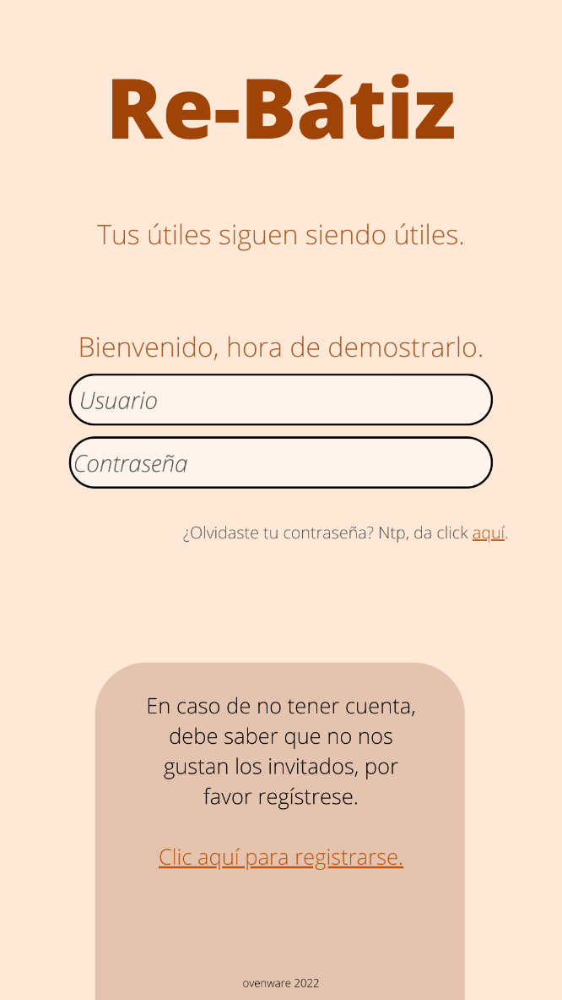 Re-Bátiz
Tus útiles siguen siendo útiles.
Bienvenido, hora de demostrarlo.
Usuario
Contraseña
¿Olvidaste tu contraseña? Ntp, da click aquí.
En caso de no tener cuenta,
debe saber que no nos
gustan los invitados, por
favor regístrese.
Clic aquí para registrarse.
ovenware 2022